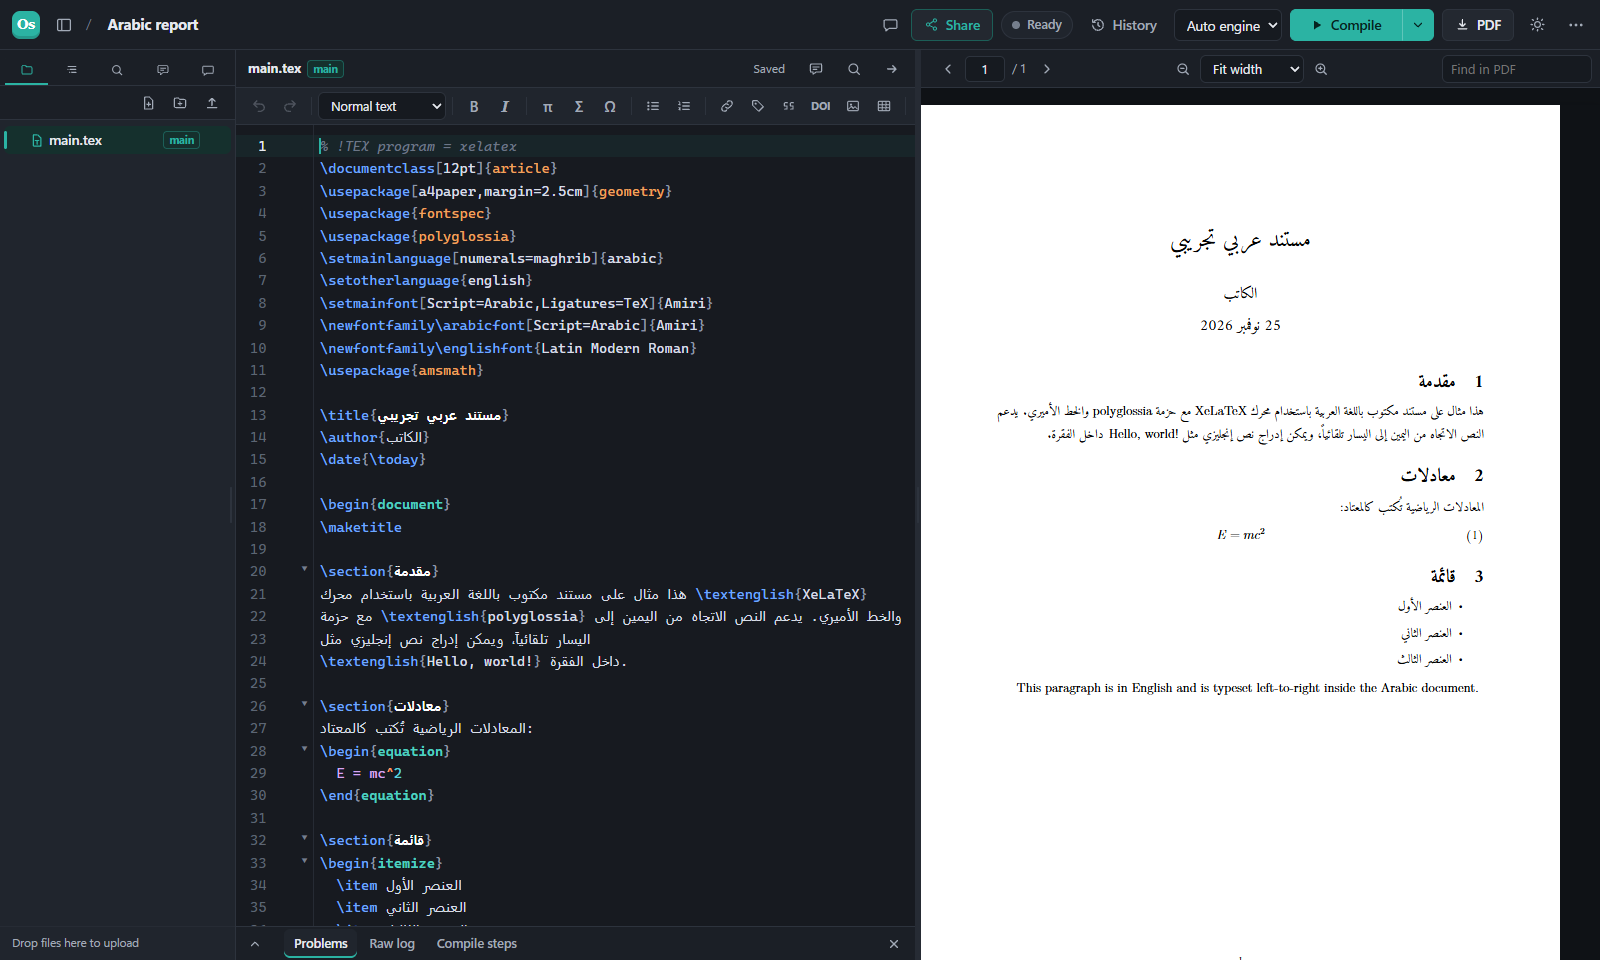 Os / Arabic report
Share
Ready
History
Auto engine
Compile
PDF
main.tex main
Drop files here to upload
main.tex main
Saved
Normal text
B I π Σ Ω DOI
1 % !TEX program = xelatex
2 \documentclass[12pt]{article}
3 \usepackage[a4paper,margin=2.5cm]{geometry}
4 \usepackage{fontspec}
5 \usepackage{polyglossia}
6 \setmainlanguage[numerals=maghrib]{arabic}
7 \setotherlanguage{english}
8 \setmainfont[Script=Arabic,Ligatures=TeX]{Amiri}
9 \newfontfamily\arabicfont[Script=Arabic]{Amiri}
10 \newfontfamily\englishfont{Latin Modern Roman}
11 \usepackage{amsmath}
12
13 \title{مستند عربي تجريبي}
14 \author{الكاتب}
15 \date{\today}
16
17 \begin{document}
18 \maketitle
19
20 \section{مقدمة}
21 هذا مثال على مستند مكتوب باللغة العربية باستخدام محرك \textenglish{XeLaTeX}
22 مع حزمة \textenglish{polyglossia} والخط الأميري. يدعم النص الاتجاه من اليمين إلى
23 اليسار تلقائياً، ويمكن إدراج نص إنجليزي مثل
24 \textenglish{Hello, world!} داخل الفقرة.
25
26 \section{معادلات}
27 المعادلات الرياضية تُكتب كالمعتاد:
28 \begin{equation}
29 E = mc^2
30 \end{equation}
31
32 \section{قائمة}
33 \begin{itemize}
34 \item العنصر الأول
35 \item العنصر الثاني
Problems
Raw log
Compile steps
1 / 1
Fit width
Find in PDF
مستند عربي تجريبي
الكاتب
25 نوفمبر 2026
1 مقدمة
هذا مثال على مستند مكتوب باللغة العربية باستخدام محرك XeLaTeX مع حزمة polyglossia والخط الأميري. يدعم
النص الاتجاه من اليمين إلى اليسار تلقائياً، ويمكن إدراج نص إنجليزي مثل Hello, world! داخل الفقرة.
2 معادلات
المعادلات الرياضية تُكتب كالمعتاد:
E = mc² (1)
3 قائمة
• العنصر الأول
• العنصر الثاني
• العنصر الثالث
This paragraph is in English and is typeset left-to-right inside the Arabic document.